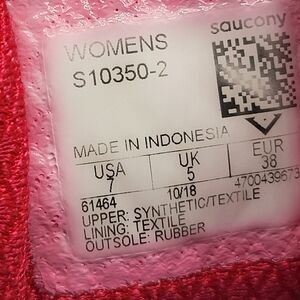 saucony
WOMENS
S10350-2
MADE IN INDONESIA
USA UK EUR
7 5 38
61464 10/18 4700439673
UPPER: SYNTHETIC/TEXTILE
LINING: TEXTILE
OUTSOLE: RUBBER